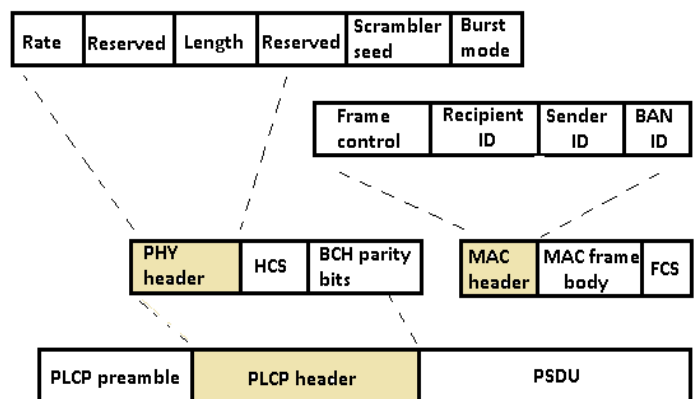 Rate Reserved Length Reserved Scrambler seed Burst mode
Frame control Recipient ID Sender ID BAN ID
PHY header HCS BCH parity bits
MAC header MAC frame body FCS
PLCP preamble PLCP header PSDU